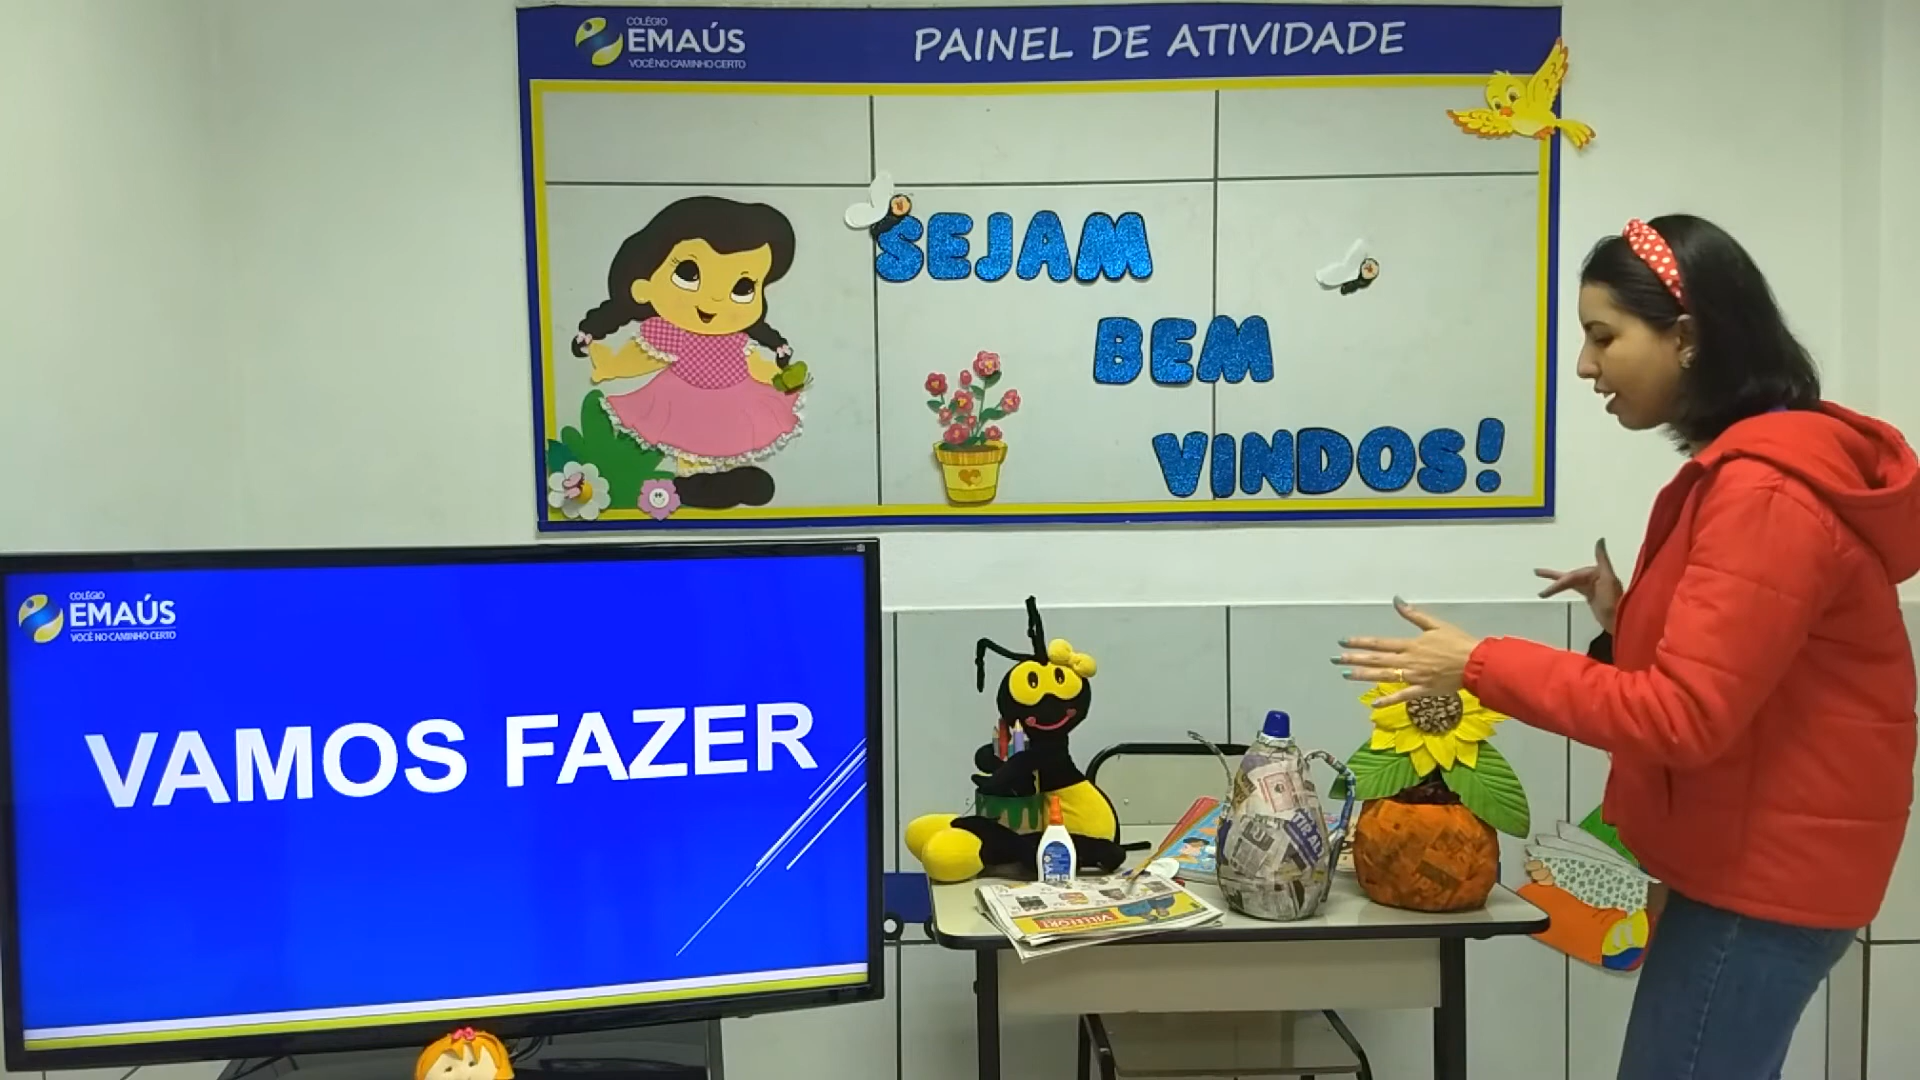 COLÉGIO
EMAÚS
VOCÊ NO CAMINHO CERTO
PAINEL DE ATIVIDADE
SEJAM
BEM
VINDOS!
COLÉGIO
EMAÚS
VOCÊ NO CAMINHO CERTO
VAMOS FAZER